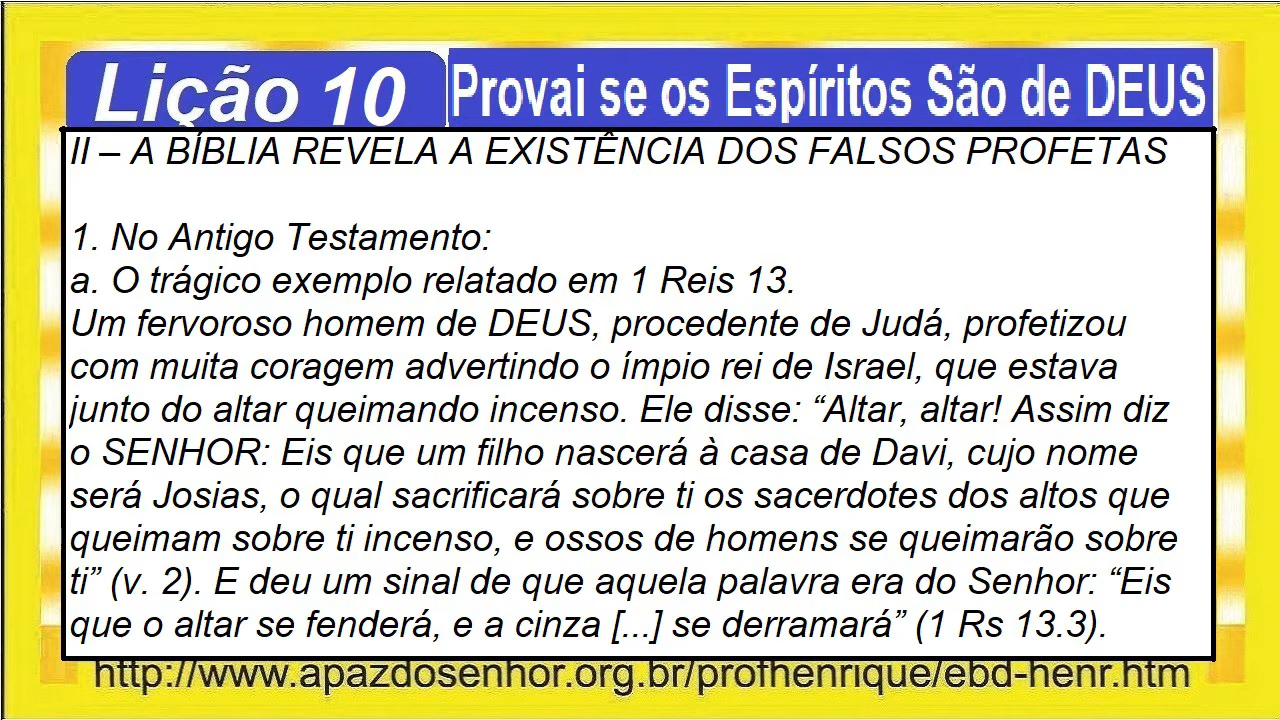 Lição 10
Provai se os Espíritos São de DEUS
II – A BÍBLIA REVELA A EXISTÊNCIA DOS FALSOS PROFETAS
1. No Antigo Testamento:
a. O trágico exemplo relatado em 1 Reis 13.
Um fervoroso homem de DEUS, procedente de Judá, profetizou
com muita coragem advertindo o ímpio rei de Israel, que estava
junto do altar queimando incenso. Ele disse: “Altar, altar! Assim diz
o SENHOR: Eis que um filho nascerá à casa de Davi, cujo nome
será Josias, o qual sacrificará sobre ti os sacerdotes dos altos que
queimam sobre ti incenso, e ossos de homens se queimarão sobre
ti” (v. 2). E deu um sinal de que aquela palavra era do Senhor: “Eis
que o altar se fenderá, e a cinza [...] se derramará” (1 Rs 13.3).
http://www.apazdosenhor.org.br/profhenrique/ebd-henr.htm